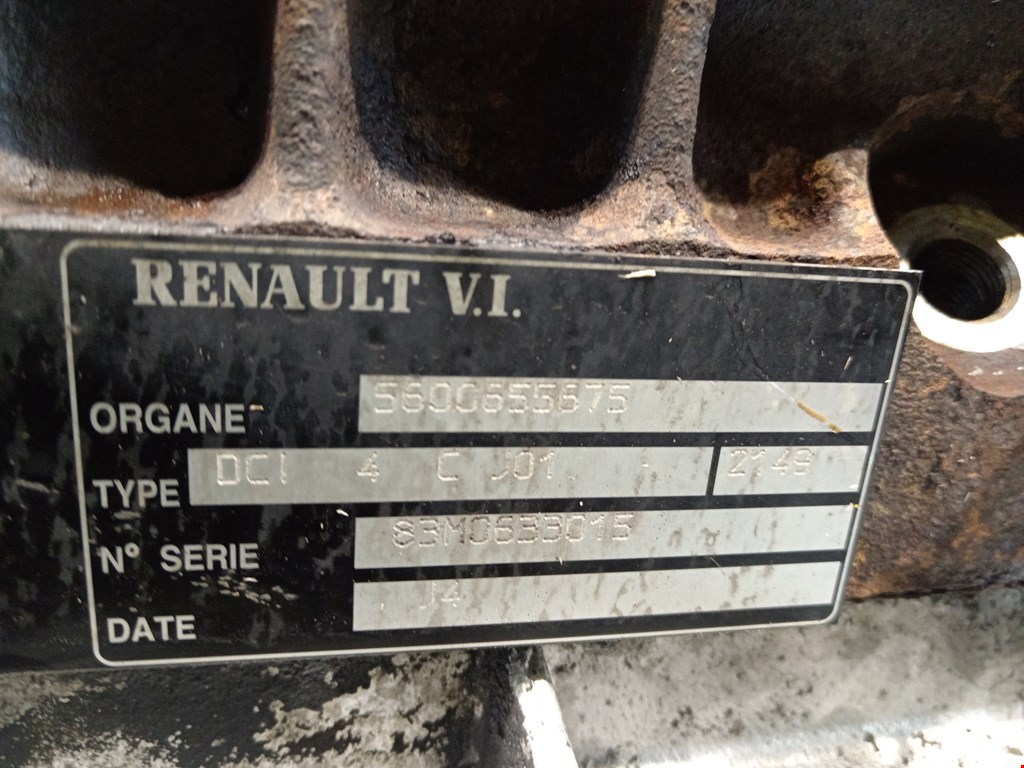 RENAULT V.I.
ORGANE 5600655675
TYPE DCI 4 C J01 2149
N° SERIE 83M0633015
DATE J4